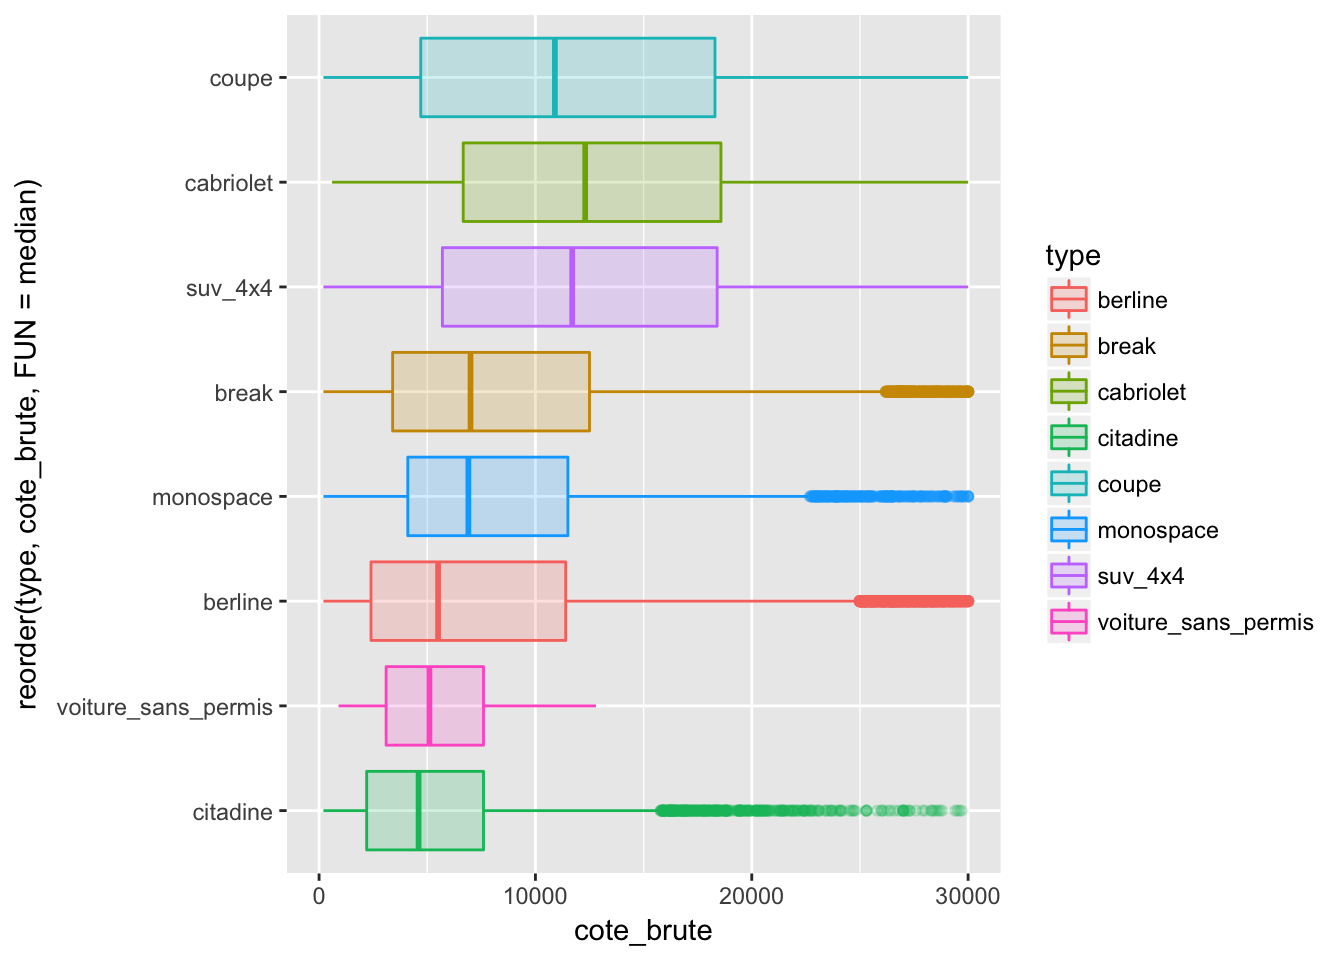 reorder(type, cote_brute, FUN = median)
coupe
cabriolet
suv_4x4
break
monospace
berline
voiture_sans_permis
citadine
0 10000 20000 30000
cote_brute
type
berline
break
cabriolet
citadine
coupe
monospace
suv_4x4
voiture_sans_permis